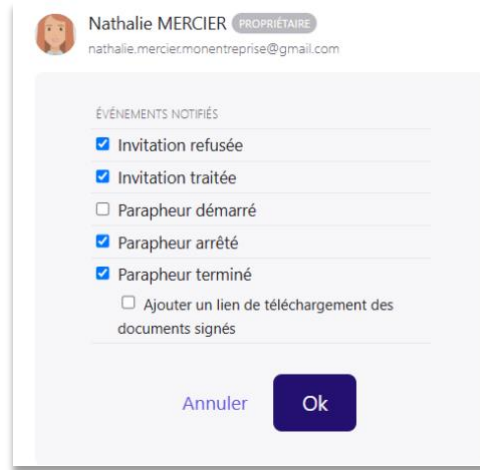 Nathalie MERCIER PROPRIÉTAIRE
nathalie.mercier.monentreprise@gmail.com
ÉVÉNEMENTS NOTIFIÉS
Invitation refusée
Invitation traitée
Parapheur démarré
Parapheur arrêté
Parapheur terminé
Ajouter un lien de téléchargement des
documents signés
Annuler Ok